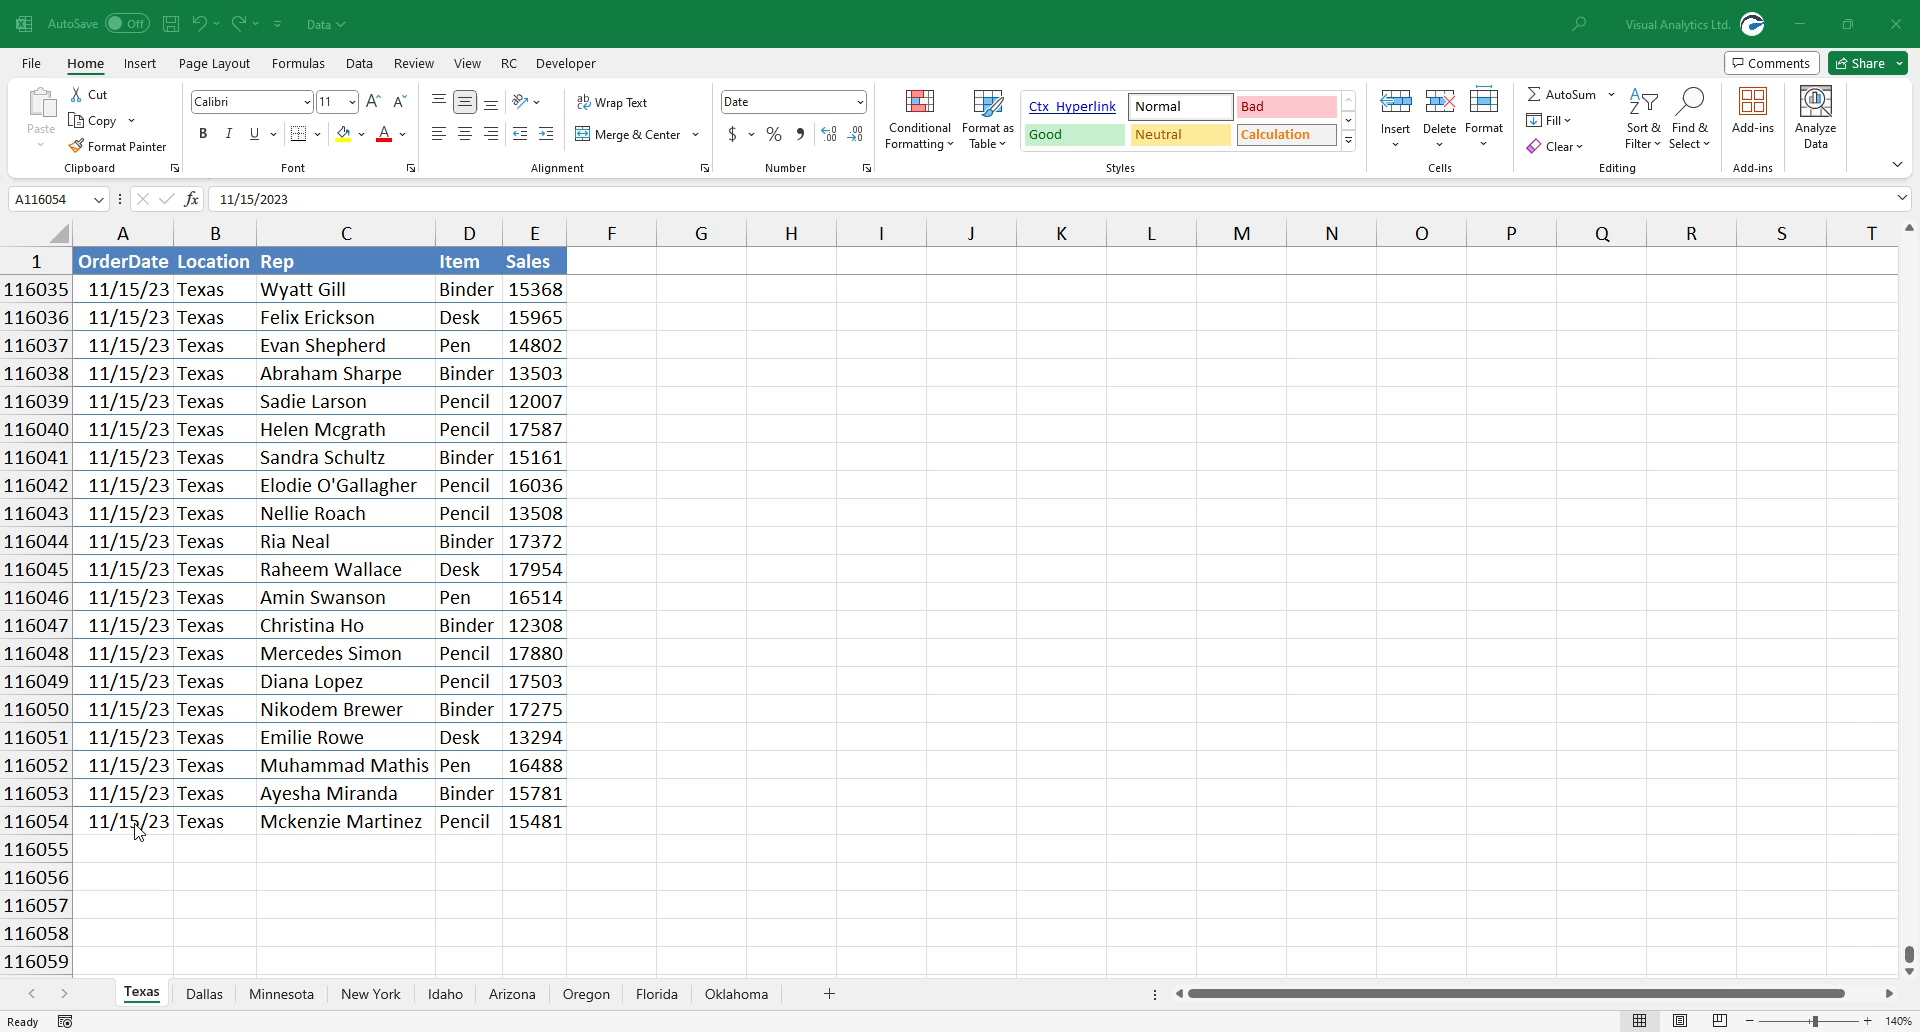 AutoSave Off Data Visual Analytics Ltd.
File Home Insert Page Layout Formulas Data Review View RC Developer Comments Share
Paste Cut Copy Format Painter Clipboard
Calibri 11 B I U Font
Wrap Text Merge & Center Alignment
Date $ % Number
Conditional Formatting Format as Table
Ctx_Hyperlink Normal Bad
Good Neutral Calculation
Styles
Insert Delete Format Cells
AutoSum Fill Clear Sort & Filter Find & Select Editing
Add-ins Add-ins
Analyze Data
A116054 fx 11/15/2023
A B C D E F G H I J K L M N O P Q R S T
1 OrderDate Location Rep Item Sales
116035 11/15/23 Texas Wyatt Gill Binder 15368
116036 11/15/23 Texas Felix Erickson Desk 15965
116037 11/15/23 Texas Evan Shepherd Pen 14802
116038 11/15/23 Texas Abraham Sharpe Binder 13503
116039 11/15/23 Texas Sadie Larson Pencil 12007
116040 11/15/23 Texas Helen Mcgrath Pencil 17587
116041 11/15/23 Texas Sandra Schultz Binder 15161
116042 11/15/23 Texas Elodie O'Gallagher Pencil 16036
116043 11/15/23 Texas Nellie Roach Pencil 13508
116044 11/15/23 Texas Ria Neal Binder 17372
116045 11/15/23 Texas Raheem Wallace Desk 17954
116046 11/15/23 Texas Amin Swanson Pen 16514
116047 11/15/23 Texas Christina Ho Binder 12308
116048 11/15/23 Texas Mercedes Simon Pencil 17880
116049 11/15/23 Texas Diana Lopez Pencil 17503
116050 11/15/23 Texas Nikodem Brewer Binder 17275
116051 11/15/23 Texas Emilie Rowe Desk 13294
116052 11/15/23 Texas Muhammad Mathis Pen 16488
116053 11/15/23 Texas Ayesha Miranda Binder 15781
116054 11/15/23 Texas Mckenzie Martinez Pencil 15481
116055
116056
116057
116058
116059
Texas Dallas Minnesota New York Idaho Arizona Oregon Florida Oklahoma
Ready 140%